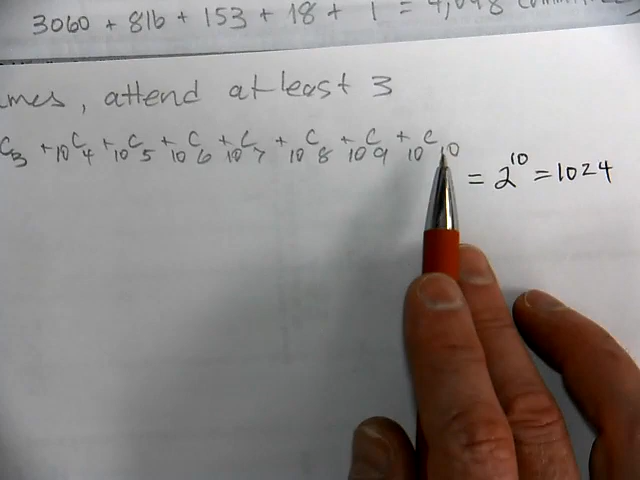 3060 + 816 + 153 + 18 + 1 = 4,048
, attend at least 3
C3 + 10C4 + 10C5 + 10C6 + 10C7 + 10C8 + 10C9 + 10C10 = 2^10 = 1024